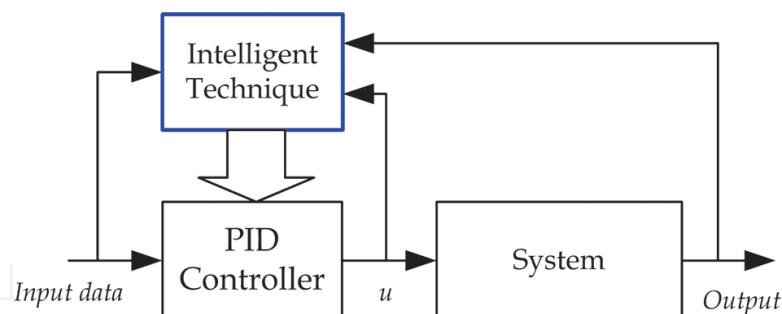 Intelligent
Technique
PID
Controller
System
Input data
u
Output